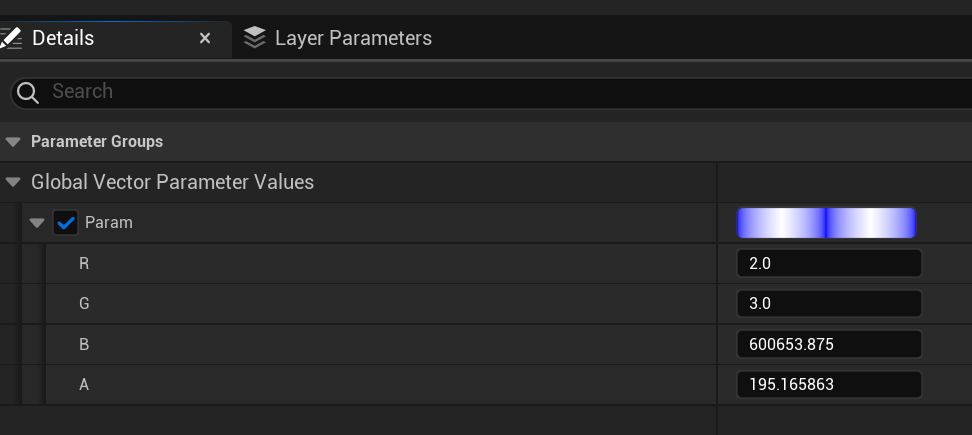 Details × Layer Parameters
Search
Parameter Groups
Global Vector Parameter Values
Param
R 2.0
G 3.0
B 600653.875
A 195.165863